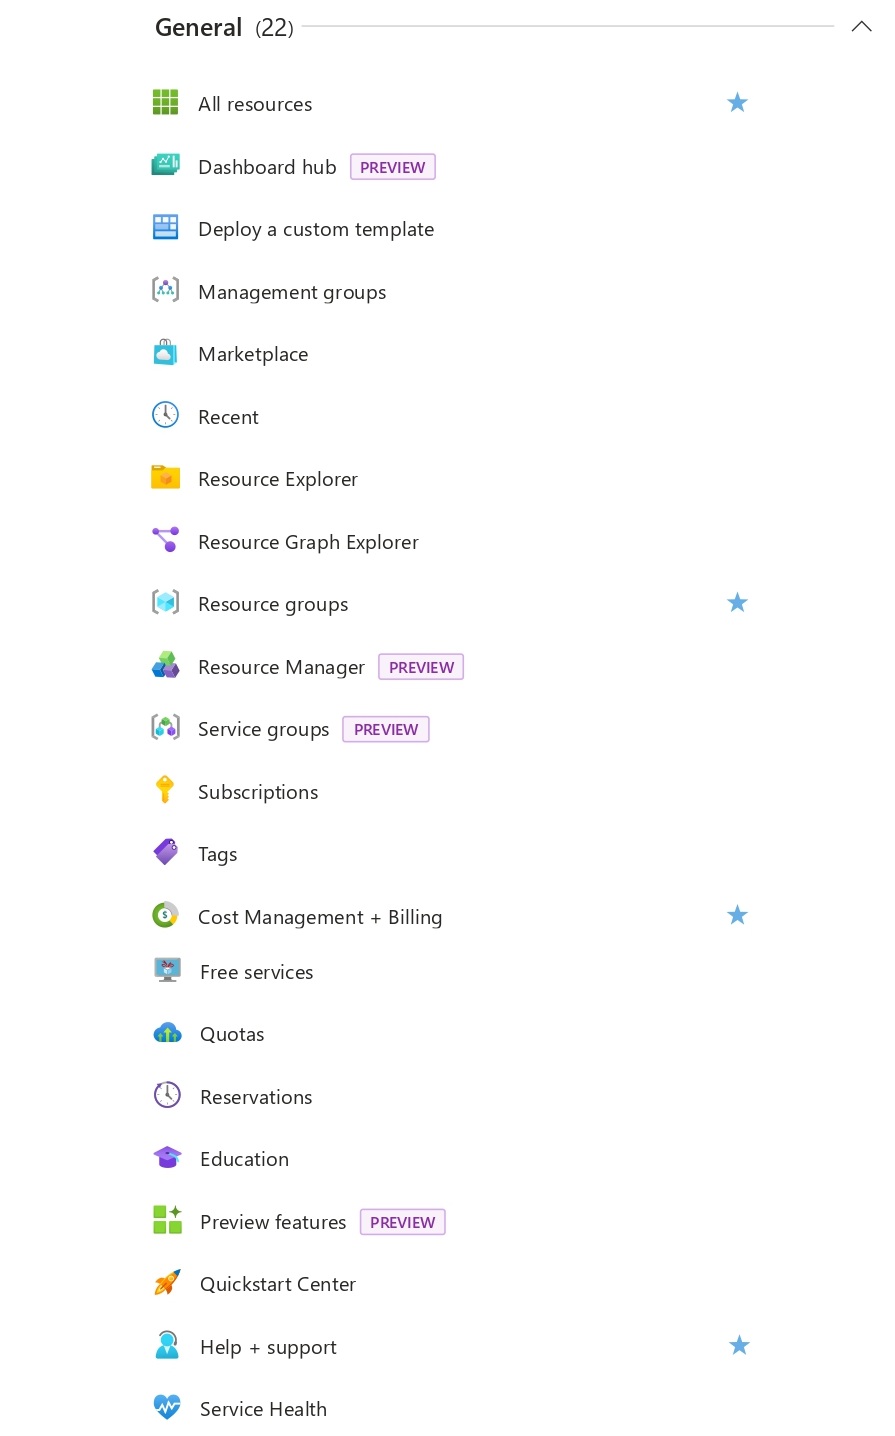 General (22)
All resources
Dashboard hub PREVIEW
Deploy a custom template
Management groups
Marketplace
Recent
Resource Explorer
Resource Graph Explorer
Resource groups
Resource Manager PREVIEW
Service groups PREVIEW
Subscriptions
Tags
Cost Management + Billing
Free services
Quotas
Reservations
Education
Preview features PREVIEW
Quickstart Center
Help + support
Service Health